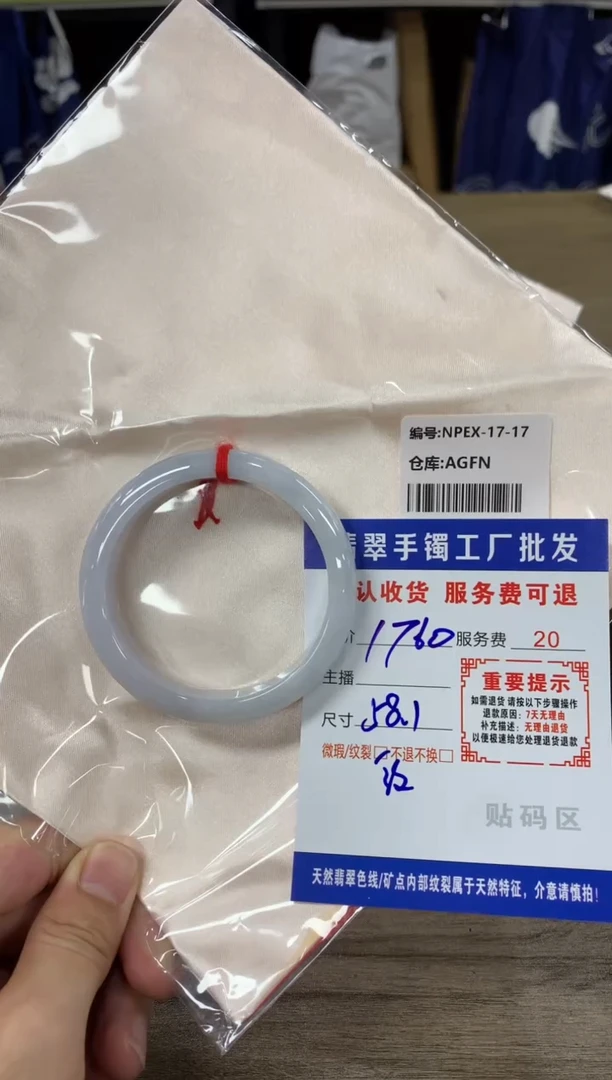 编号:NPEX-17-17
仓库:AGFN
翡翠手镯工厂批发
认收货 服务费可退
价 1760 服务费 20
主播
尺寸 58.1
微瑕/纹裂□不退不换□
重要提示
如需退货 请按以下步骤操作
退款原因：7天无理由
补充描述：无理由退货
以便极速给您处理退货退款
贴码区
天然翡翠色线/矿点内部纹裂属于天然特征，介意请慎拍!